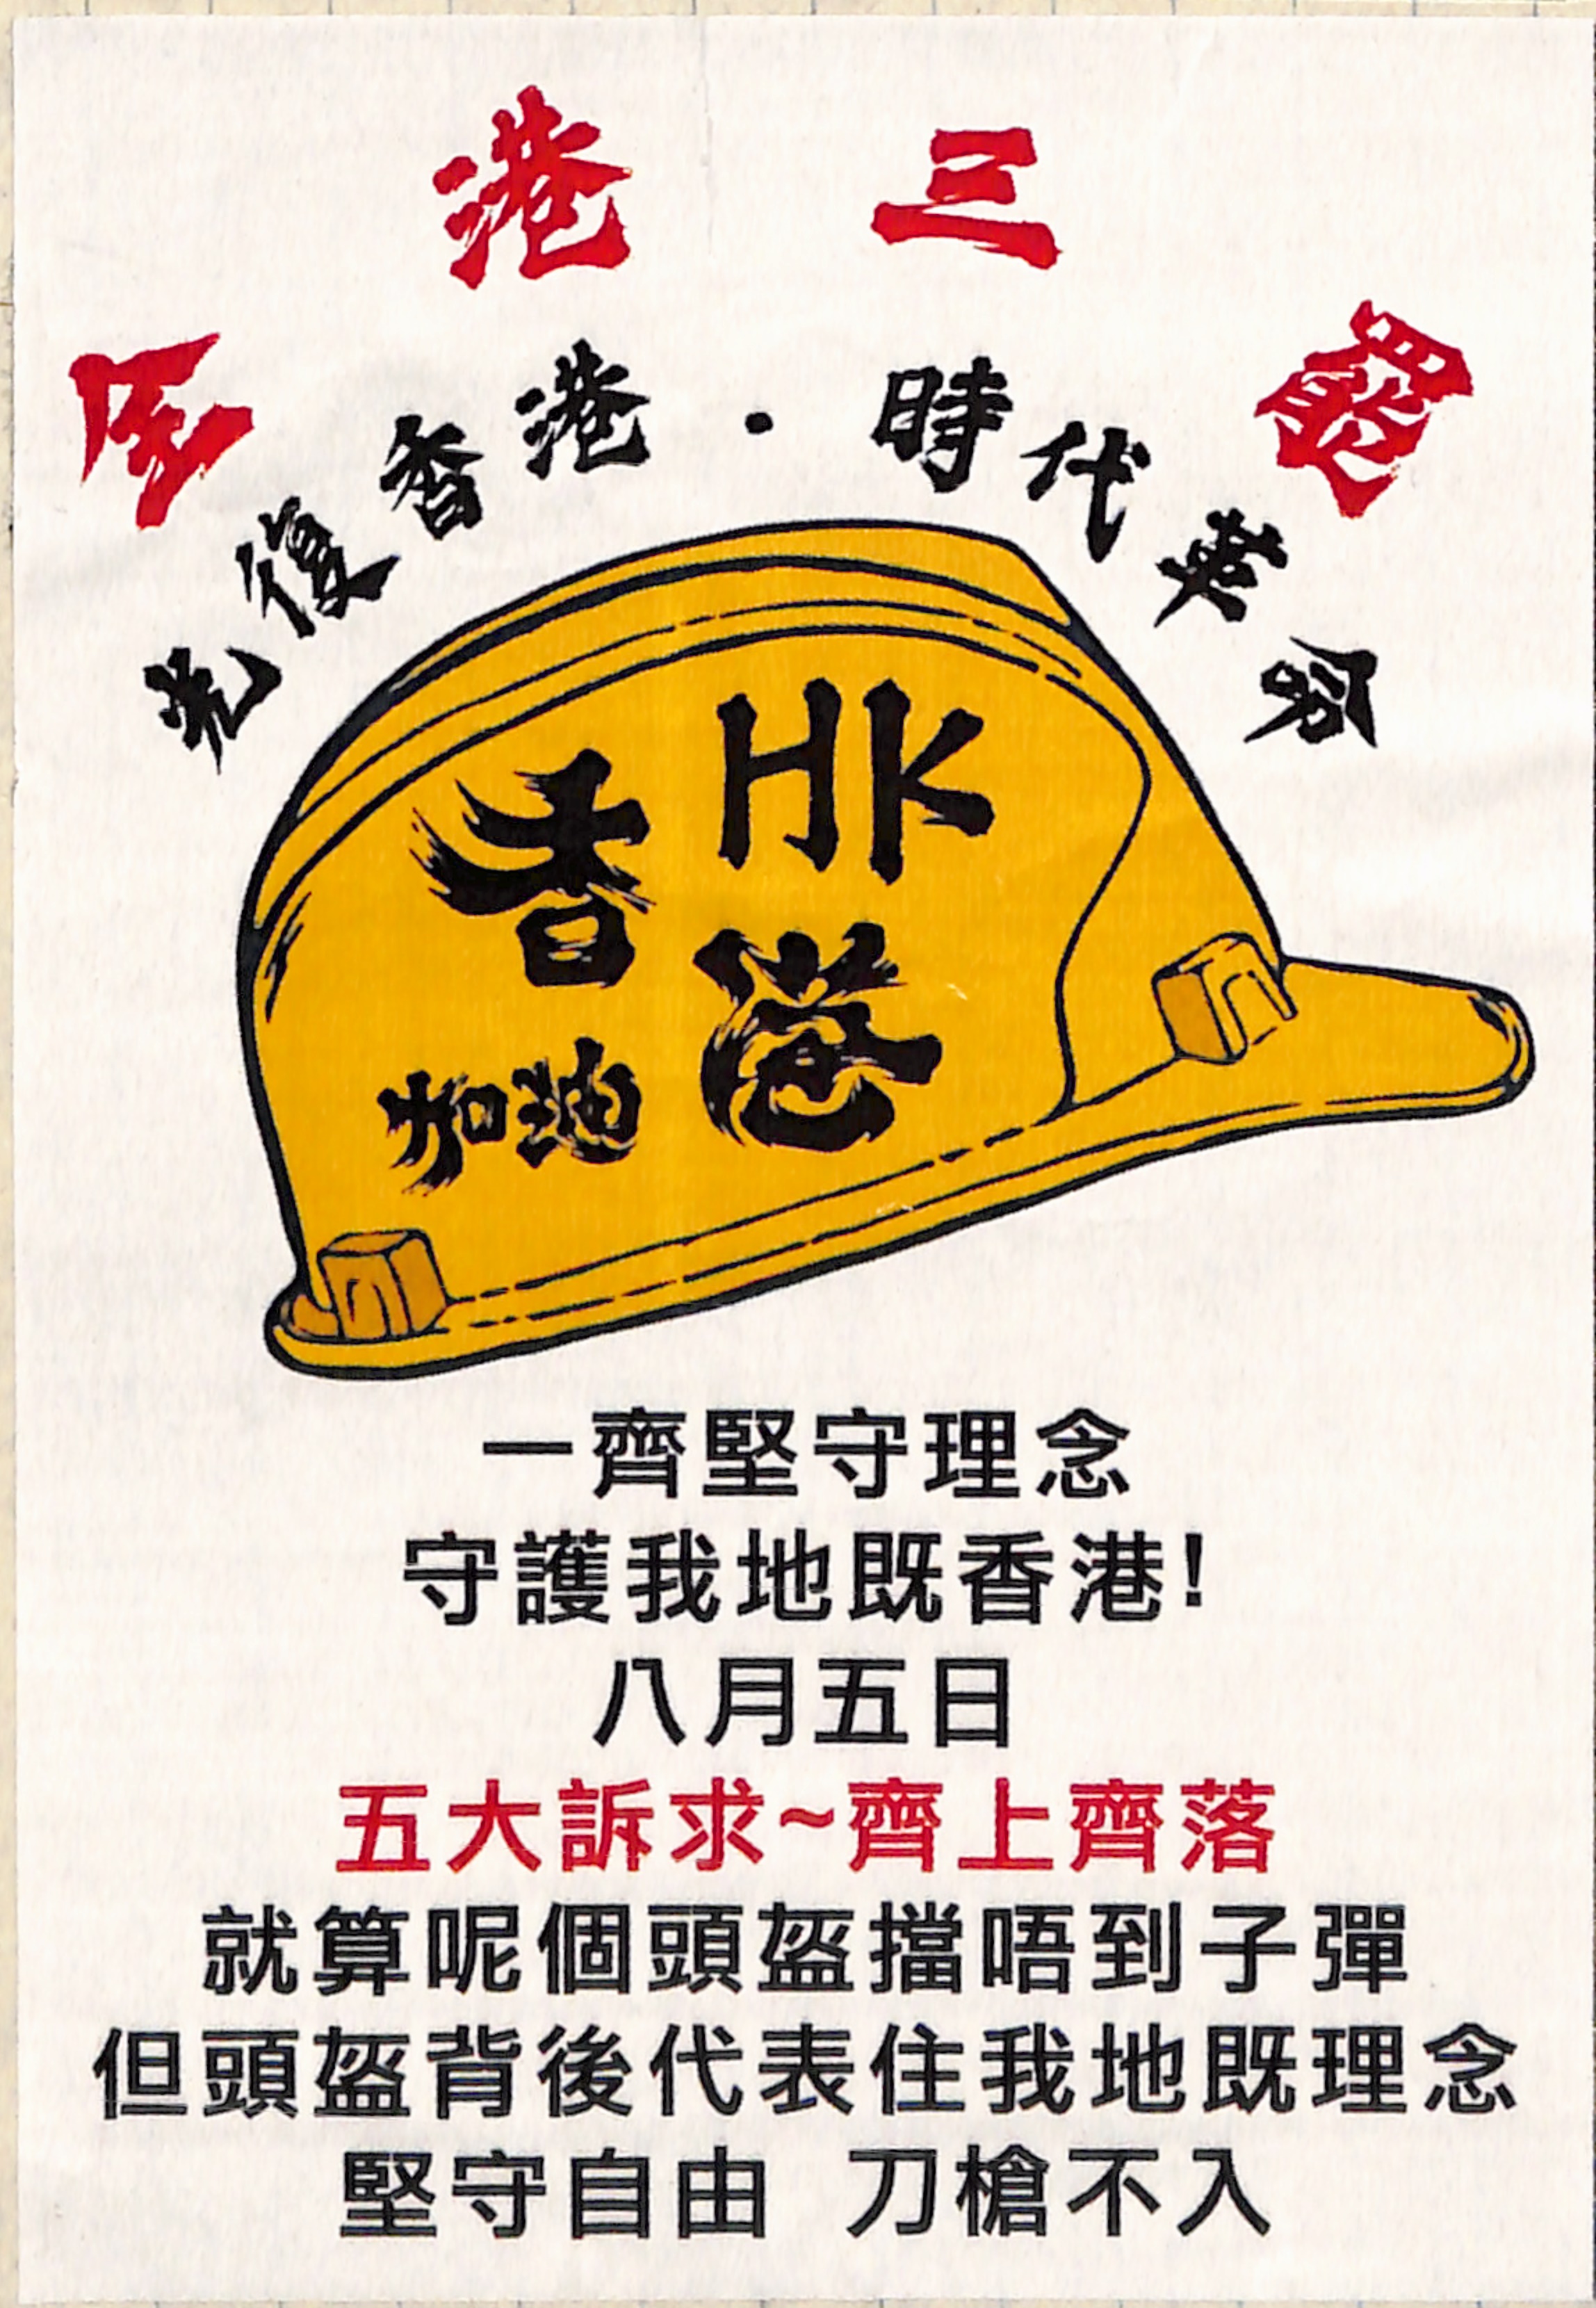 全港三罷
光復香港·時代革命
HK
香港
加油
一齊堅守理念
守護我地既香港!
八月五日
五大訴求~齊上齊落
就算呢個頭盔擋唔到子彈
但頭盔背後代表住我地既理念
堅守自由 刀槍不入